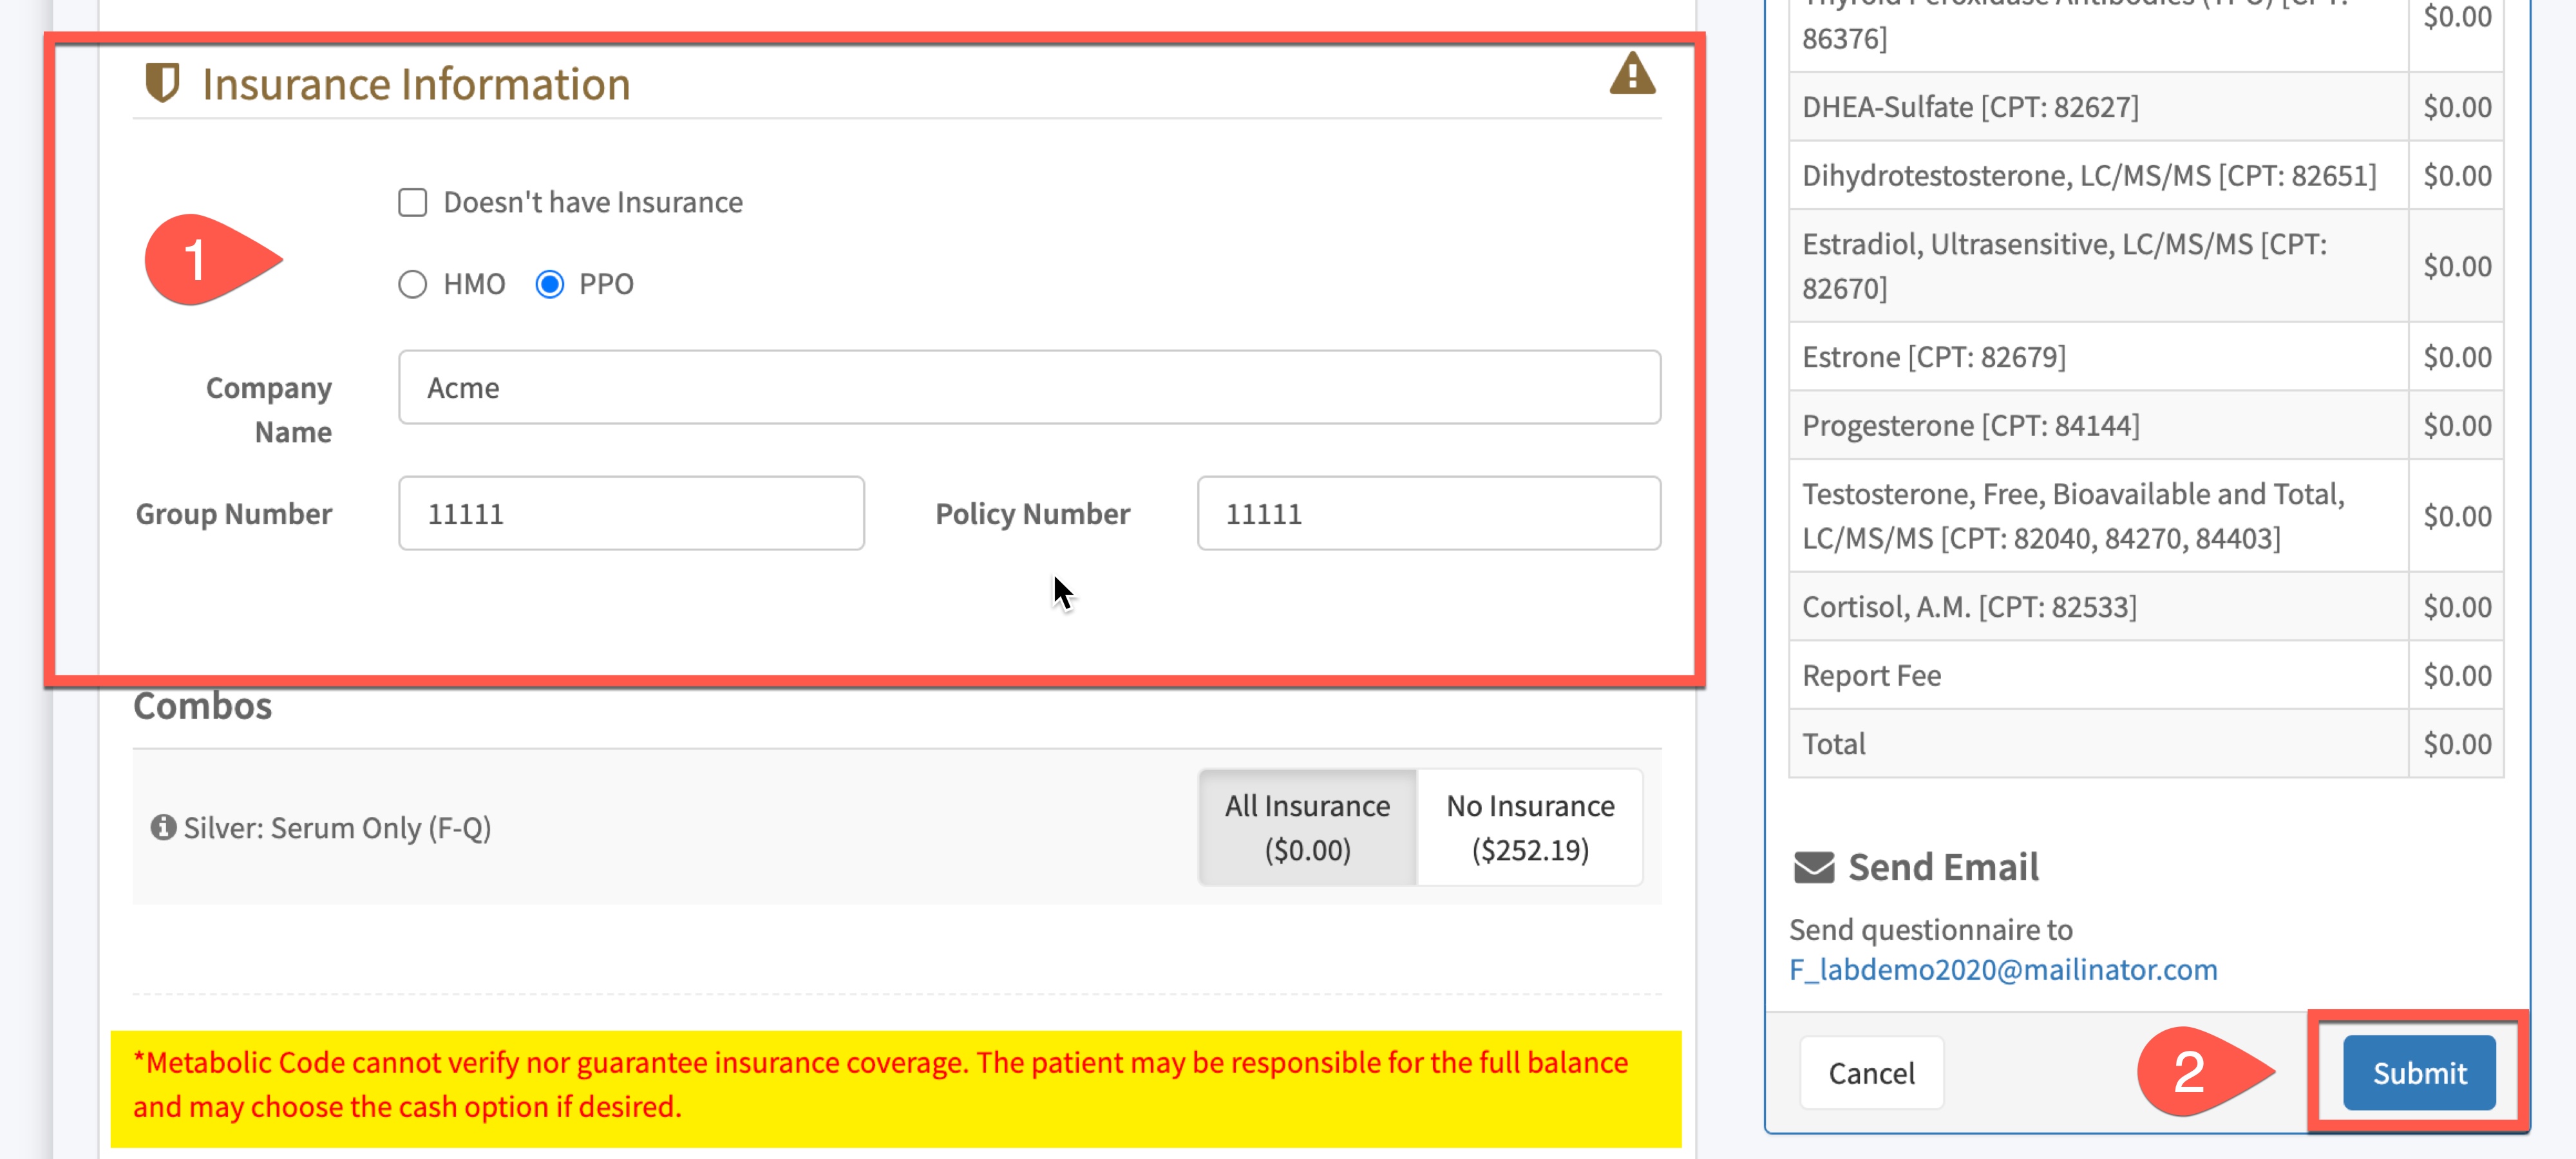 Insurance Information
Doesn't have Insurance
1
HMO PPO
Company
Name
Acme
Group Number 11111 Policy Number 11111
Combos
Silver: Serum Only (F-Q)
All Insurance
($0.00)
No Insurance
($252.19)
*Metabolic Code cannot verify nor guarantee insurance coverage. The patient may be responsible for the full balance
and may choose the cash option if desired.
Thyroid Peroxidase Antibodies (TPO) [CPT:
86376] $0.00
DHEA-Sulfate [CPT: 82627] $0.00
Dihydrotestosterone, LC/MS/MS [CPT: 82651] $0.00
Estradiol, Ultrasensitive, LC/MS/MS [CPT:
82670] $0.00
Estrone [CPT: 82679] $0.00
Progesterone [CPT: 84144] $0.00
Testosterone, Free, Bioavailable and Total,
LC/MS/MS [CPT: 82040, 84270, 84403] $0.00
Cortisol, A.M. [CPT: 82533] $0.00
Report Fee $0.00
Total $0.00
Send Email
Send questionnaire to
F_labdemo2020@mailinator.com
Cancel 2 Submit